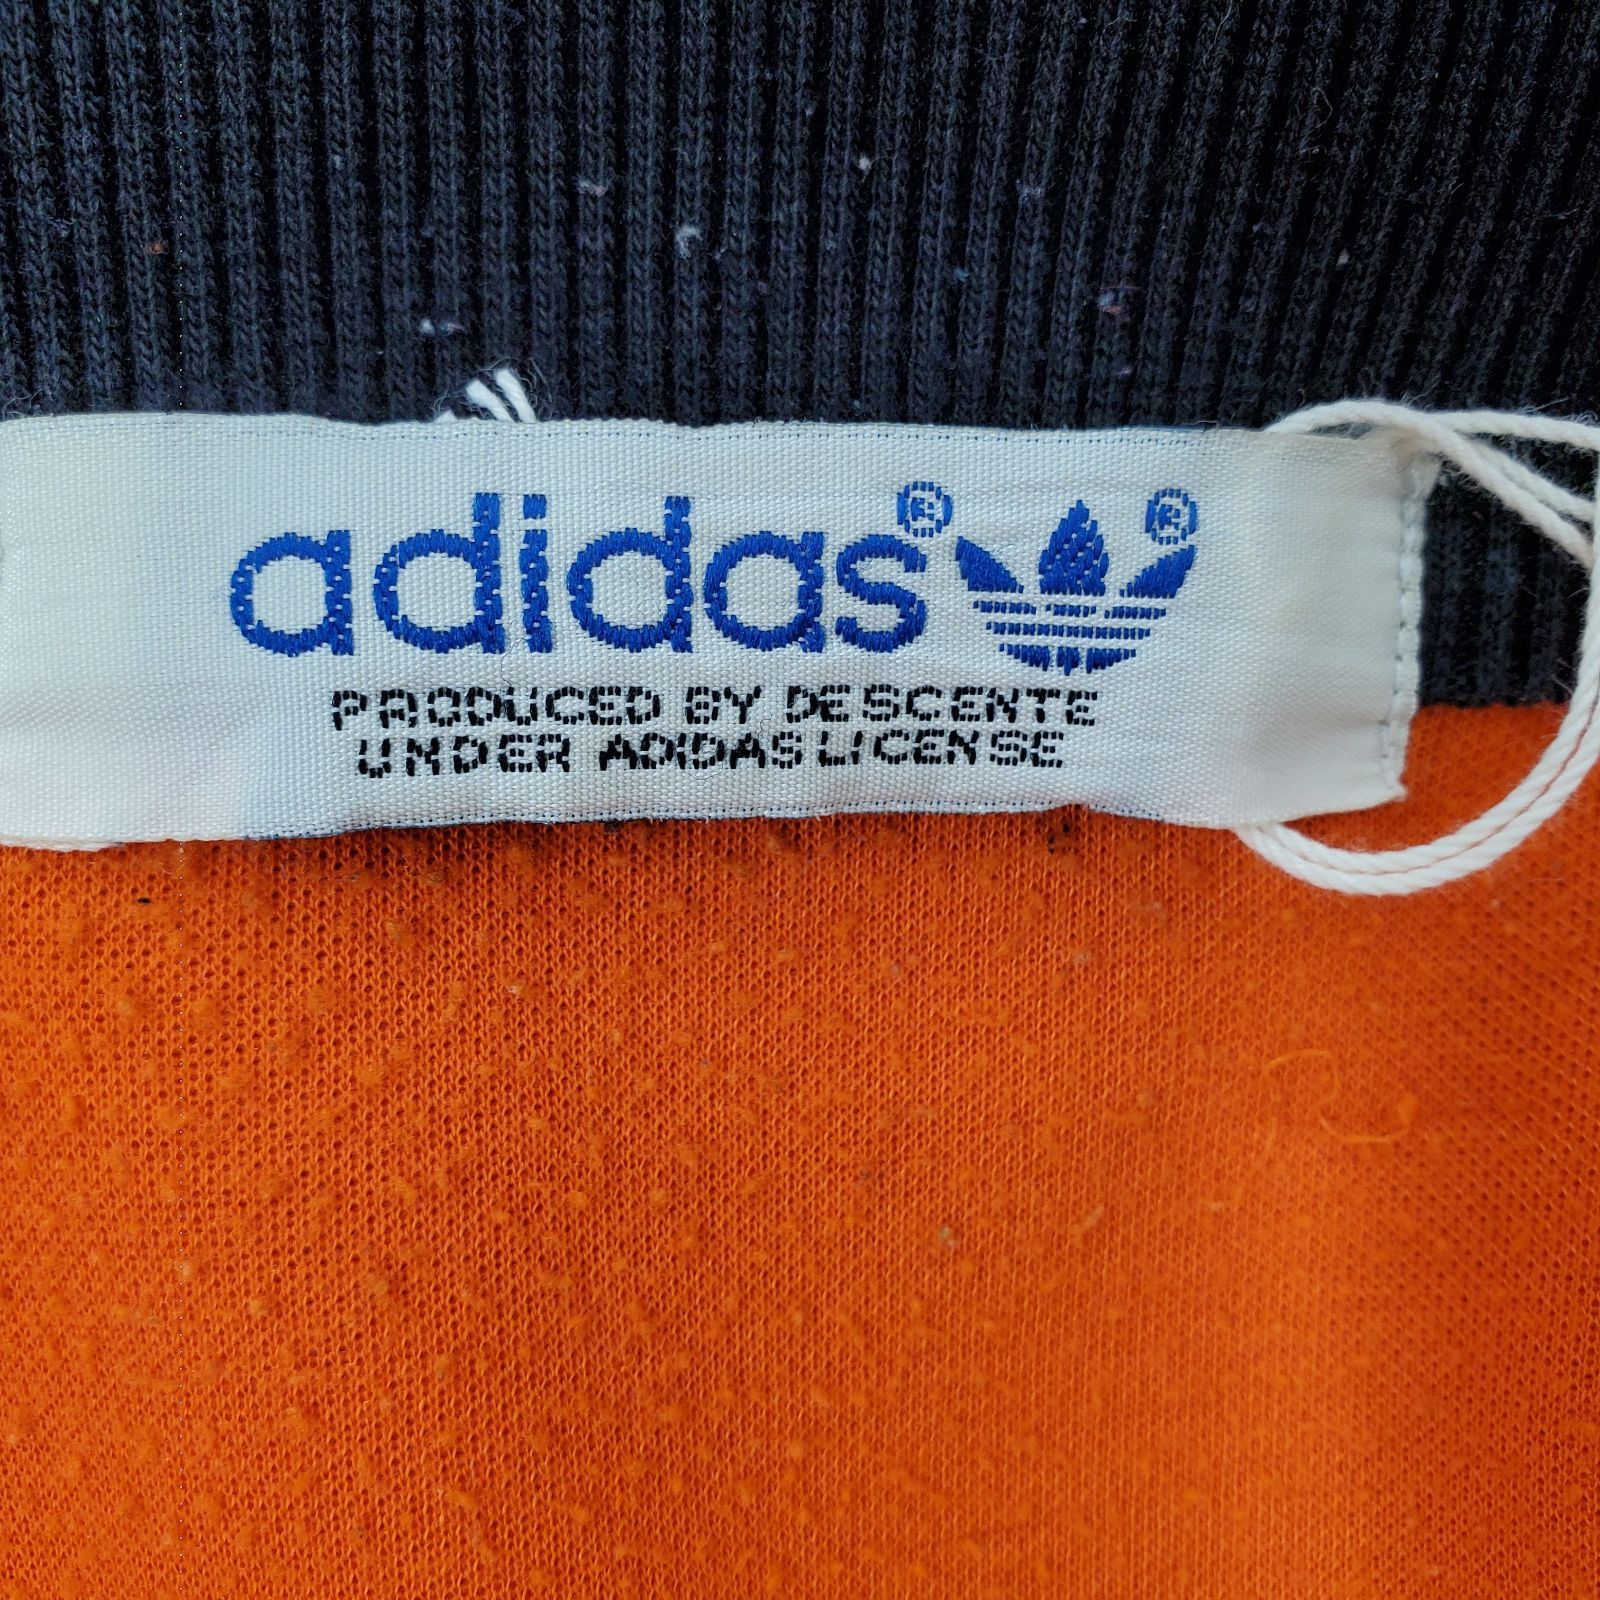 adidas®®
PRODUCED BY DESCENTE
UNDER ADIDAS LICENSE